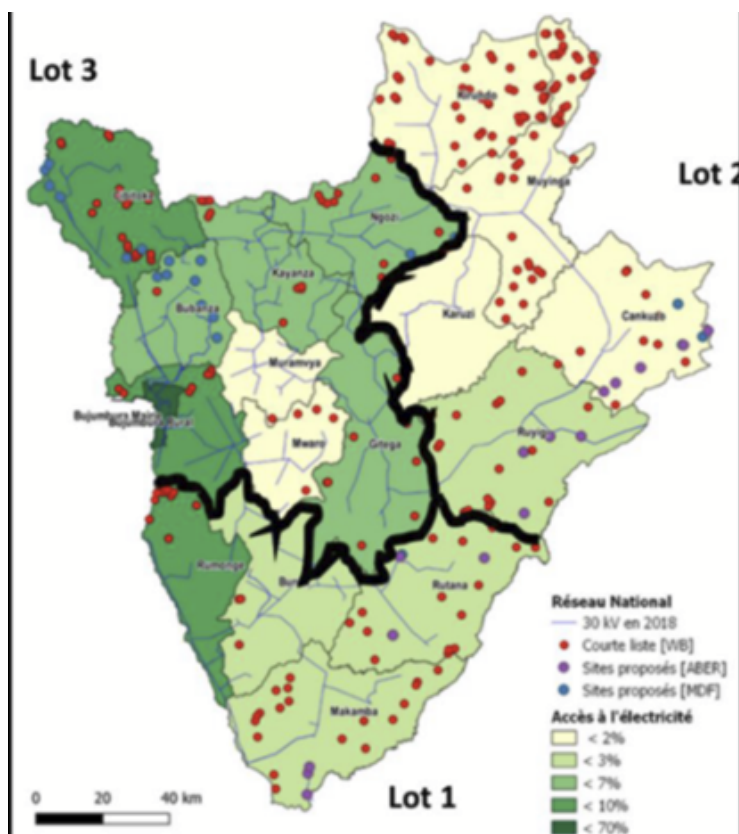 Lot 3
Kirundo
Muyinga
Lot 2
Cibitoke
Ngozi
Kayanza
Bubanza
Karuzi
Cankuzo
Muramvya
Ruyigi
Mwaro
Gitega
Rumonge
Rutana
Makamba
Lot 1
Réseau National
30 kV en 2018
Courte liste [WB]
Sites proposés [ABER]
Sites proposés [MDF]
Accès à l'électricité
< 2%
< 3%
< 7%
< 10%
< 70%
0 20 40 km